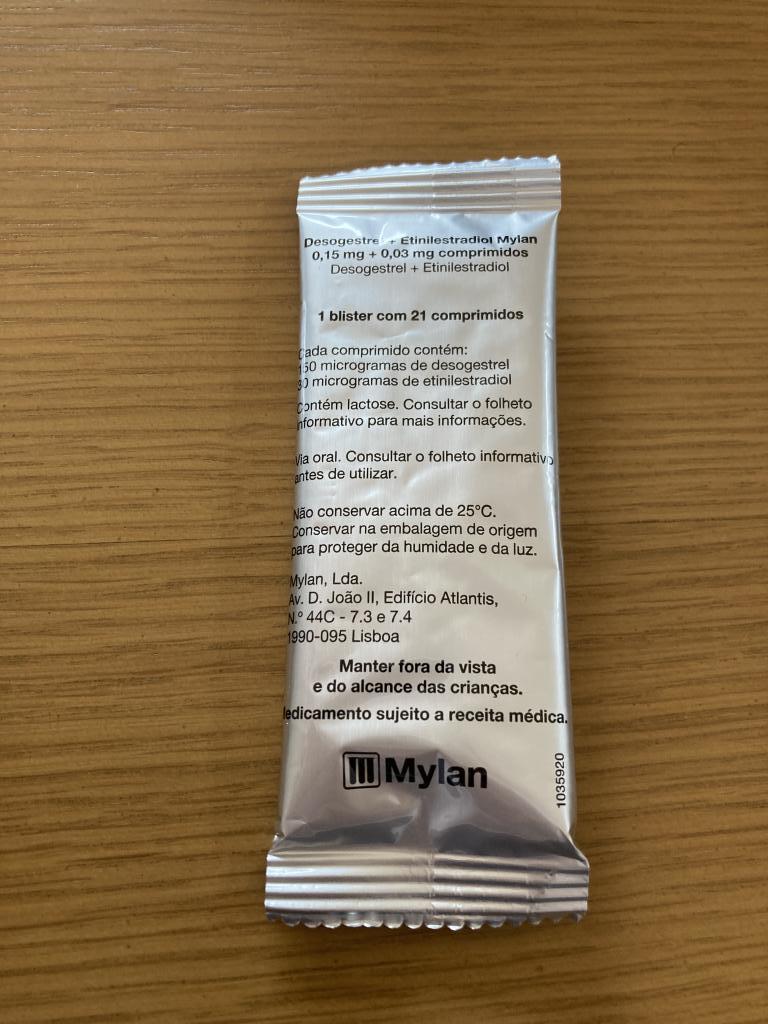 Desogestrel + Etinilestradiol Mylan
0,15 mg + 0,03 mg comprimidos
Desogestrel + Etinilestradiol
1 blister com 21 comprimidos
Cada comprimido contém:
150 microgramas de desogestrel
30 microgramas de etinilestradiol
Contém lactose. Consultar o folheto
informativo para mais informações.
Via oral. Consultar o folheto informativo
antes de utilizar.
Não conservar acima de 25°C.
Conservar na embalagem de origem
para proteger da humidade e da luz.
Mylan, Lda.
Av. D. João II, Edifício Atlantis,
N.º 44C - 7.3 e 7.4
1990-095 Lisboa
Manter fora da vista
e do alcance das crianças.
Medicamento sujeito a receita médica.
Mylan
1035920